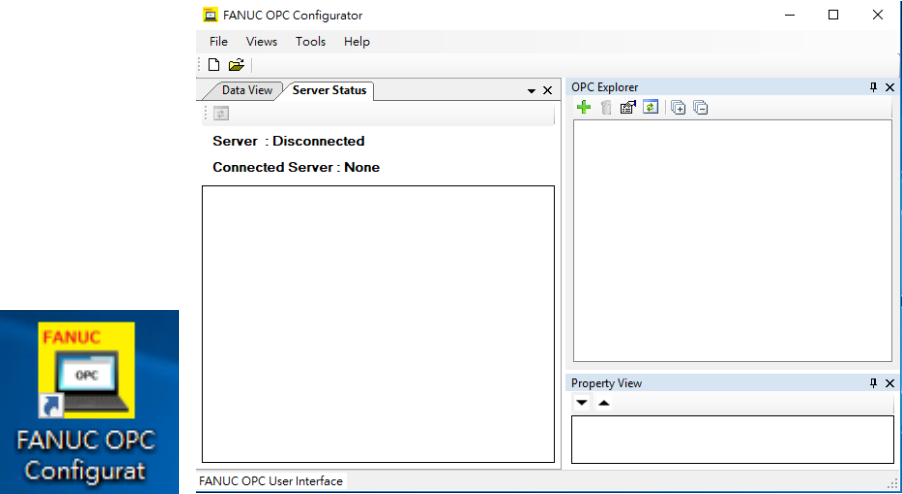 FANUC OPC Configurator
File Views Tools Help
Data View Server Status
Server : Disconnected
Connected Server : None
OPC Explorer
Property View
FANUC OPC User Interface
FANUC
OPC
FANUC OPC
Configurat